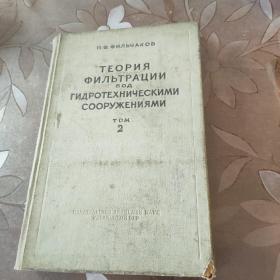 П.Ф. ФИЛЬЧАКОВ
ТЕОРИЯ
ФИЛЬТРАЦИИ
ПОД
ГИДРОТЕХНИЧЕСКИМИ
СООРУЖЕНИЯМИ
ТОМ
2